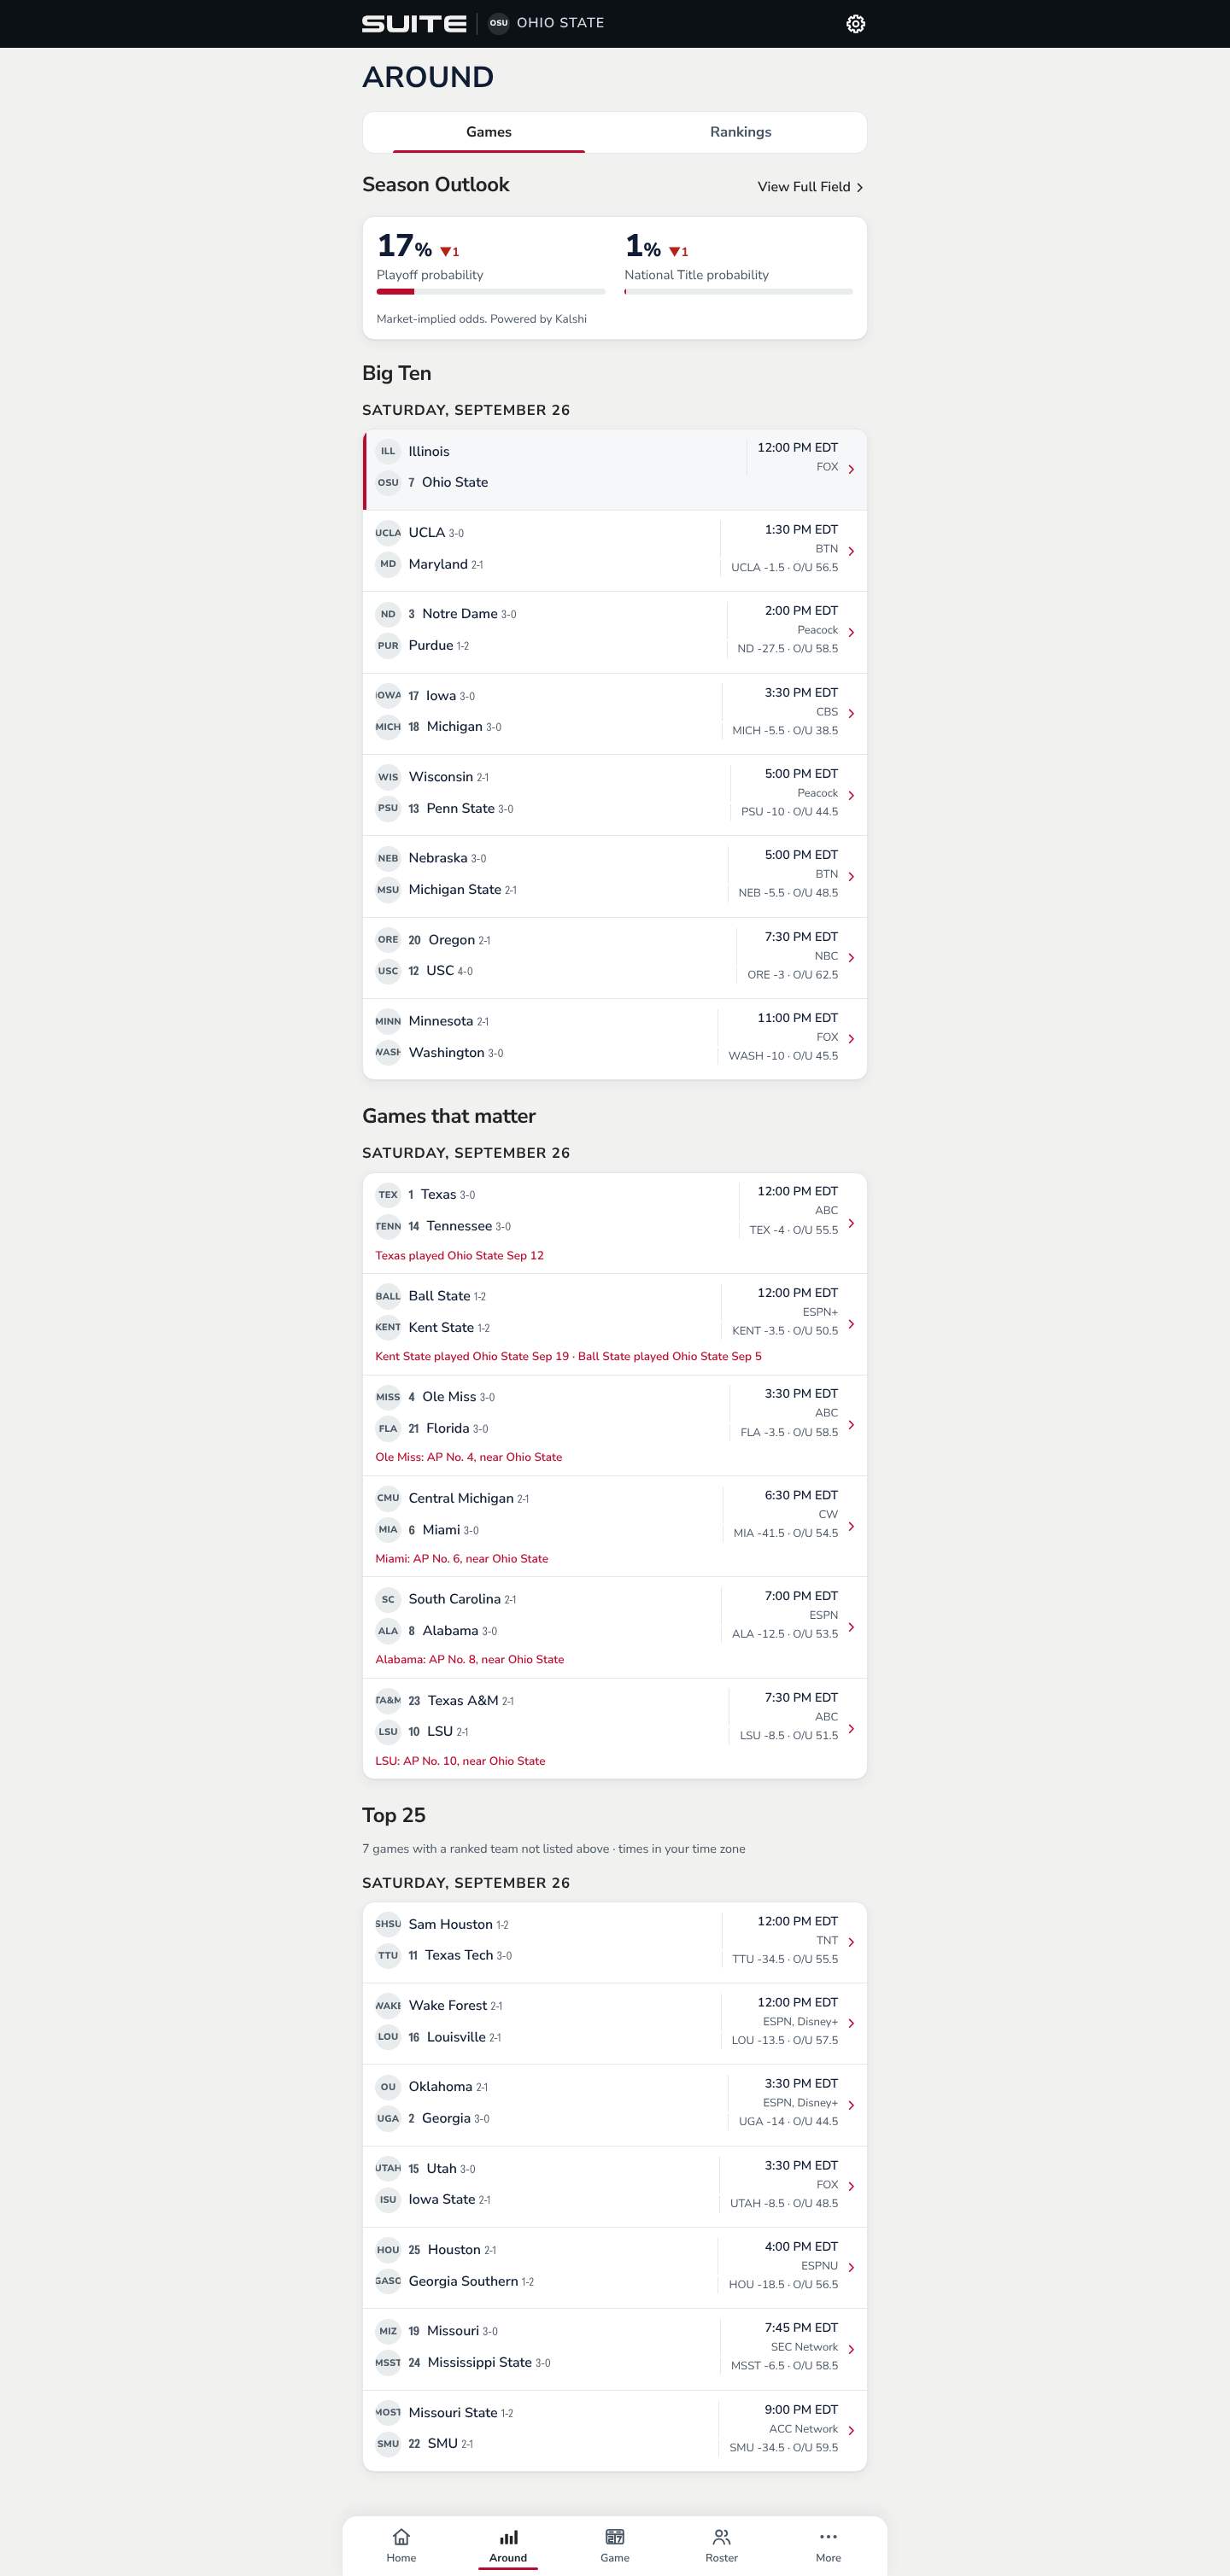 SUITE OSU OHIO STATE
AROUND
Games Rankings
Season Outlook View Full Field
17% ▼1 1% ▼1
Playoff probability National Title probability
Market-implied odds. Powered by Kalshi
Big Ten
SATURDAY, SEPTEMBER 26
ILL Illinois 12:00 PM EDT
FOX
OSU 7 Ohio State
UCLA UCLA 3-0 1:30 PM EDT
BTN
MD Maryland 2-1 UCLA -1.5 · O/U 56.5
ND 3 Notre Dame 3-0 2:00 PM EDT
Peacock
PUR Purdue 1-2 ND -27.5 · O/U 58.5
IOWA 17 Iowa 3-0 3:30 PM EDT
CBS
MICH 18 Michigan 3-0 MICH -5.5 · O/U 38.5
WIS Wisconsin 2-1 5:00 PM EDT
Peacock
PSU 13 Penn State 3-0 PSU -10 · O/U 44.5
NEB Nebraska 3-0 5:00 PM EDT
BTN
MSU Michigan State 2-1 NEB -5.5 · O/U 48.5
ORE 20 Oregon 2-1 7:30 PM EDT
NBC
USC 12 USC 4-0 ORE -3 · O/U 62.5
MINN Minnesota 2-1 11:00 PM EDT
FOX
WASH Washington 3-0 WASH -10 · O/U 45.5
Games that matter
SATURDAY, SEPTEMBER 26
TEX 1 Texas 3-0 12:00 PM EDT
ABC
TENN 14 Tennessee 3-0 TEX -4 · O/U 55.5
Texas played Ohio State Sep 12
BALL Ball State 1-2 12:00 PM EDT
ESPN+
KENT Kent State 1-2 KENT -3.5 · O/U 50.5
Kent State played Ohio State Sep 19 · Ball State played Ohio State Sep 5
MISS 4 Ole Miss 3-0 3:30 PM EDT
ABC
FLA 21 Florida 3-0 FLA -3.5 · O/U 58.5
Ole Miss: AP No. 4, near Ohio State
CMU Central Michigan 2-1 6:30 PM EDT
CW
MIA 6 Miami 3-0 MIA -41.5 · O/U 54.5
Miami: AP No. 6, near Ohio State
SC South Carolina 2-1 7:00 PM EDT
ESPN
ALA 8 Alabama 3-0 ALA -12.5 · O/U 53.5
Alabama: AP No. 8, near Ohio State
TA&M 23 Texas A&M 2-1 7:30 PM EDT
ABC
LSU 10 LSU 2-1 LSU -8.5 · O/U 51.5
LSU: AP No. 10, near Ohio State
Top 25
7 games with a ranked team not listed above · times in your time zone
SATURDAY, SEPTEMBER 26
SHSU Sam Houston 1-2 12:00 PM EDT
TNT
TTU 11 Texas Tech 3-0 TTU -34.5 · O/U 55.5
WAKE Wake Forest 2-1 12:00 PM EDT
ESPN, Disney+
LOU 16 Louisville 2-1 LOU -13.5 · O/U 57.5
OU Oklahoma 2-1 3:30 PM EDT
ESPN, Disney+
UGA 2 Georgia 3-0 UGA -14 · O/U 44.5
UTAH 15 Utah 3-0 3:30 PM EDT
FOX
ISU Iowa State 2-1 UTAH -8.5 · O/U 48.5
HOU 25 Houston 2-1 4:00 PM EDT
ESPNU
GASO Georgia Southern 1-2 HOU -18.5 · O/U 56.5
MIZ 19 Missouri 3-0 7:45 PM EDT
SEC Network
MSST 24 Mississippi State 3-0 MSST -6.5 · O/U 58.5
MOST Missouri State 1-2 9:00 PM EDT
ACC Network
SMU 22 SMU 2-1 SMU -34.5 · O/U 59.5
Home Around Game Roster More